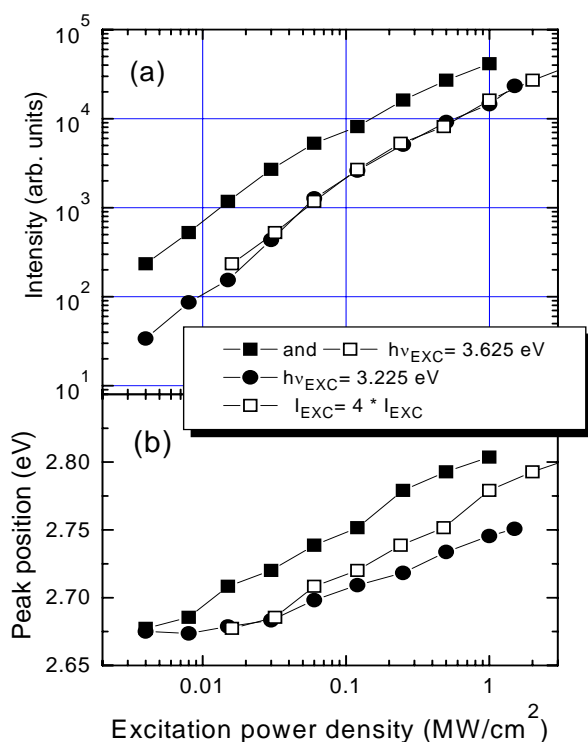 10^5
(a)
10^4
10^3
10^2
10^1
Intensity (arb. units)
■ and □ hν_EXC= 3.625 eV
● hν_EXC= 3.225 eV
□ I_EXC= 4 * I_EXC
(b)
2.80
2.75
2.70
2.65
Peak position (eV)
0.01 0.1 1
Excitation power density (MW/cm^2)